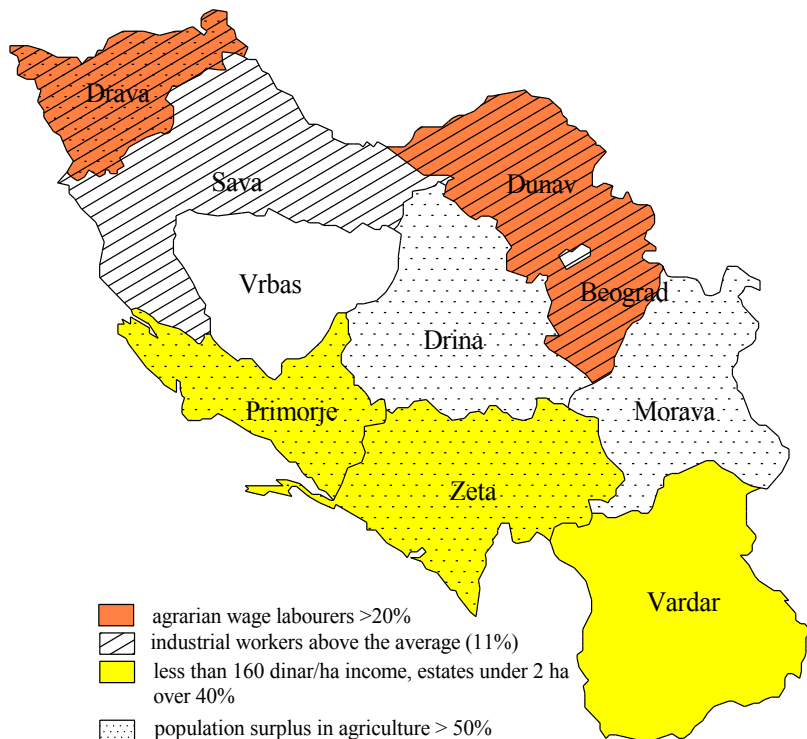 Drava
Sava
Dunav
Vrbas
Beograd
Drina
Primorje
Morava
Zeta
Vardar
agrarian wage labourers >20%
industrial workers above the average (11%)
less than 160 dinar/ha income, estates under 2 ha
over 40%
population surplus in agriculture > 50%